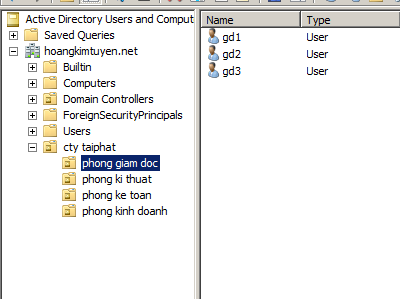 Active Directory Users and Comput
Name Type
Saved Queries
gd1 User
hoangkimtuyen.net
gd2 User
Builtin
gd3 User
Computers
Domain Controllers
ForeignSecurityPrincipals
Users
cty taiphat
phong giam doc
phong ki thuat
phong ke toan
phong kinh doanh